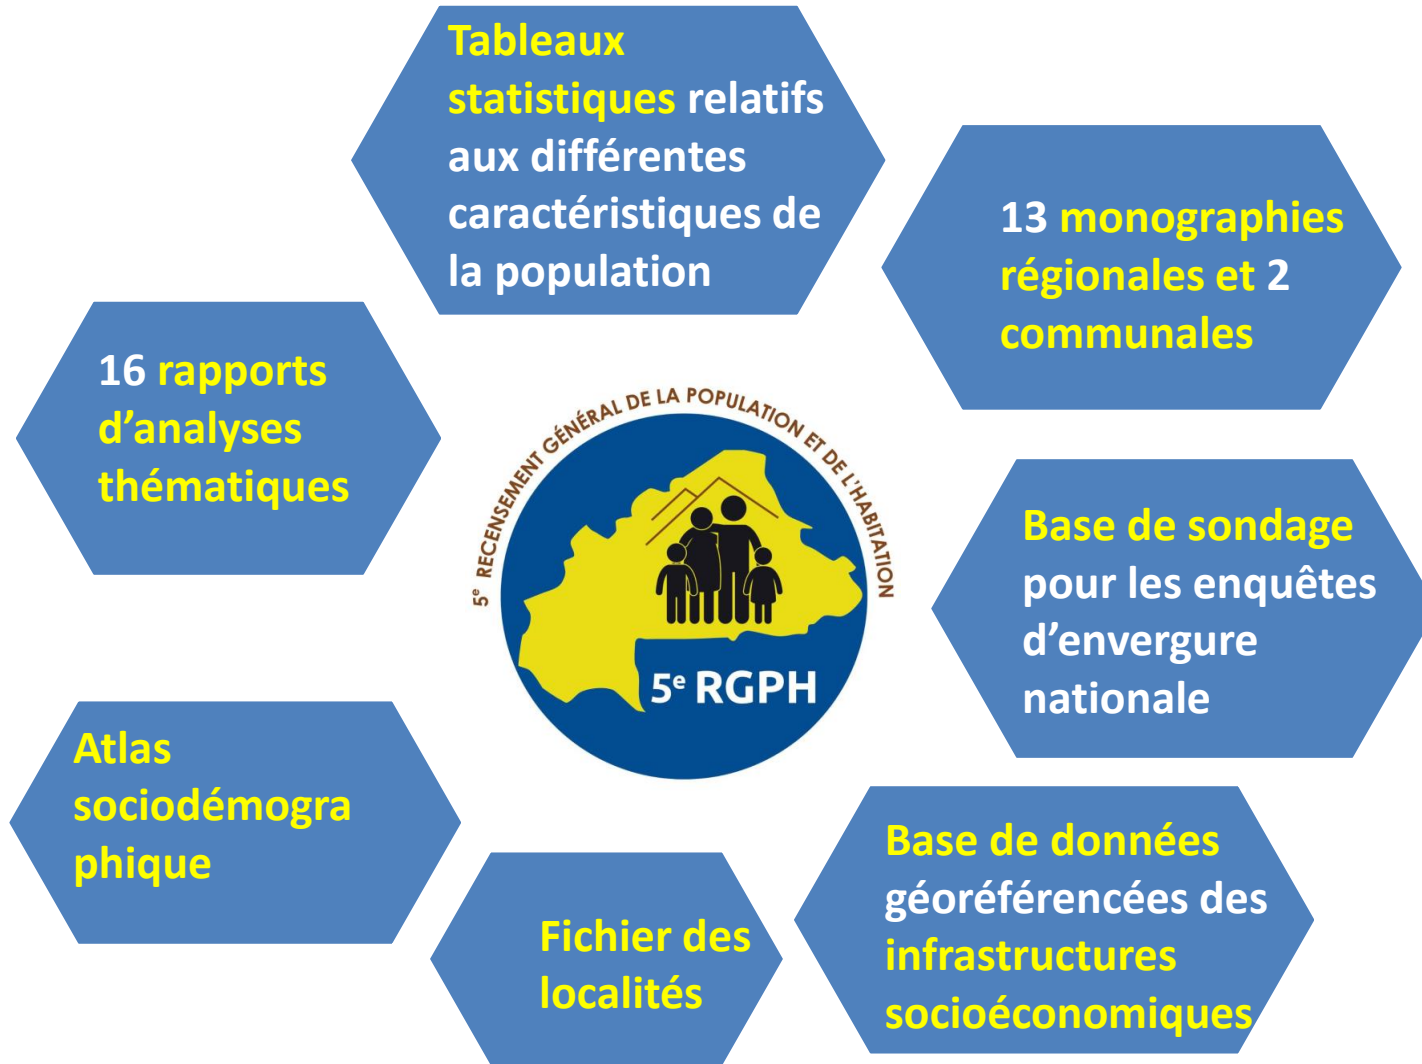 Tableaux
statistiques relatifs
aux différentes
caractéristiques de
la population
13 monographies
régionales et 2
communales
16 rapports
d’analyses
thématiques
5e RECENSEMENT GÉNÉRAL DE LA POPULATION ET DE L'HABITATION
5e RGPH
Base de sondage
pour les enquêtes
d’envergure
nationale
Atlas
sociodémogra
phique
Base de données
géoréférencées des
infrastructures
socioéconomiques
Fichier des
localités